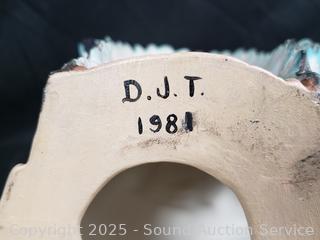 D.J.T.
1981
Copyright 2025 - Sound Auction Service